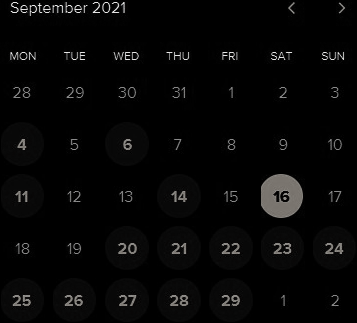 September 2021 < >
MON TUE WED THU FRI SAT SUN
28 29 30 31 1 2 3
4 5 6 7 8 9 10
11 12 13 14 15 16 17
18 19 20 21 22 23 24
25 26 27 28 29 1 2